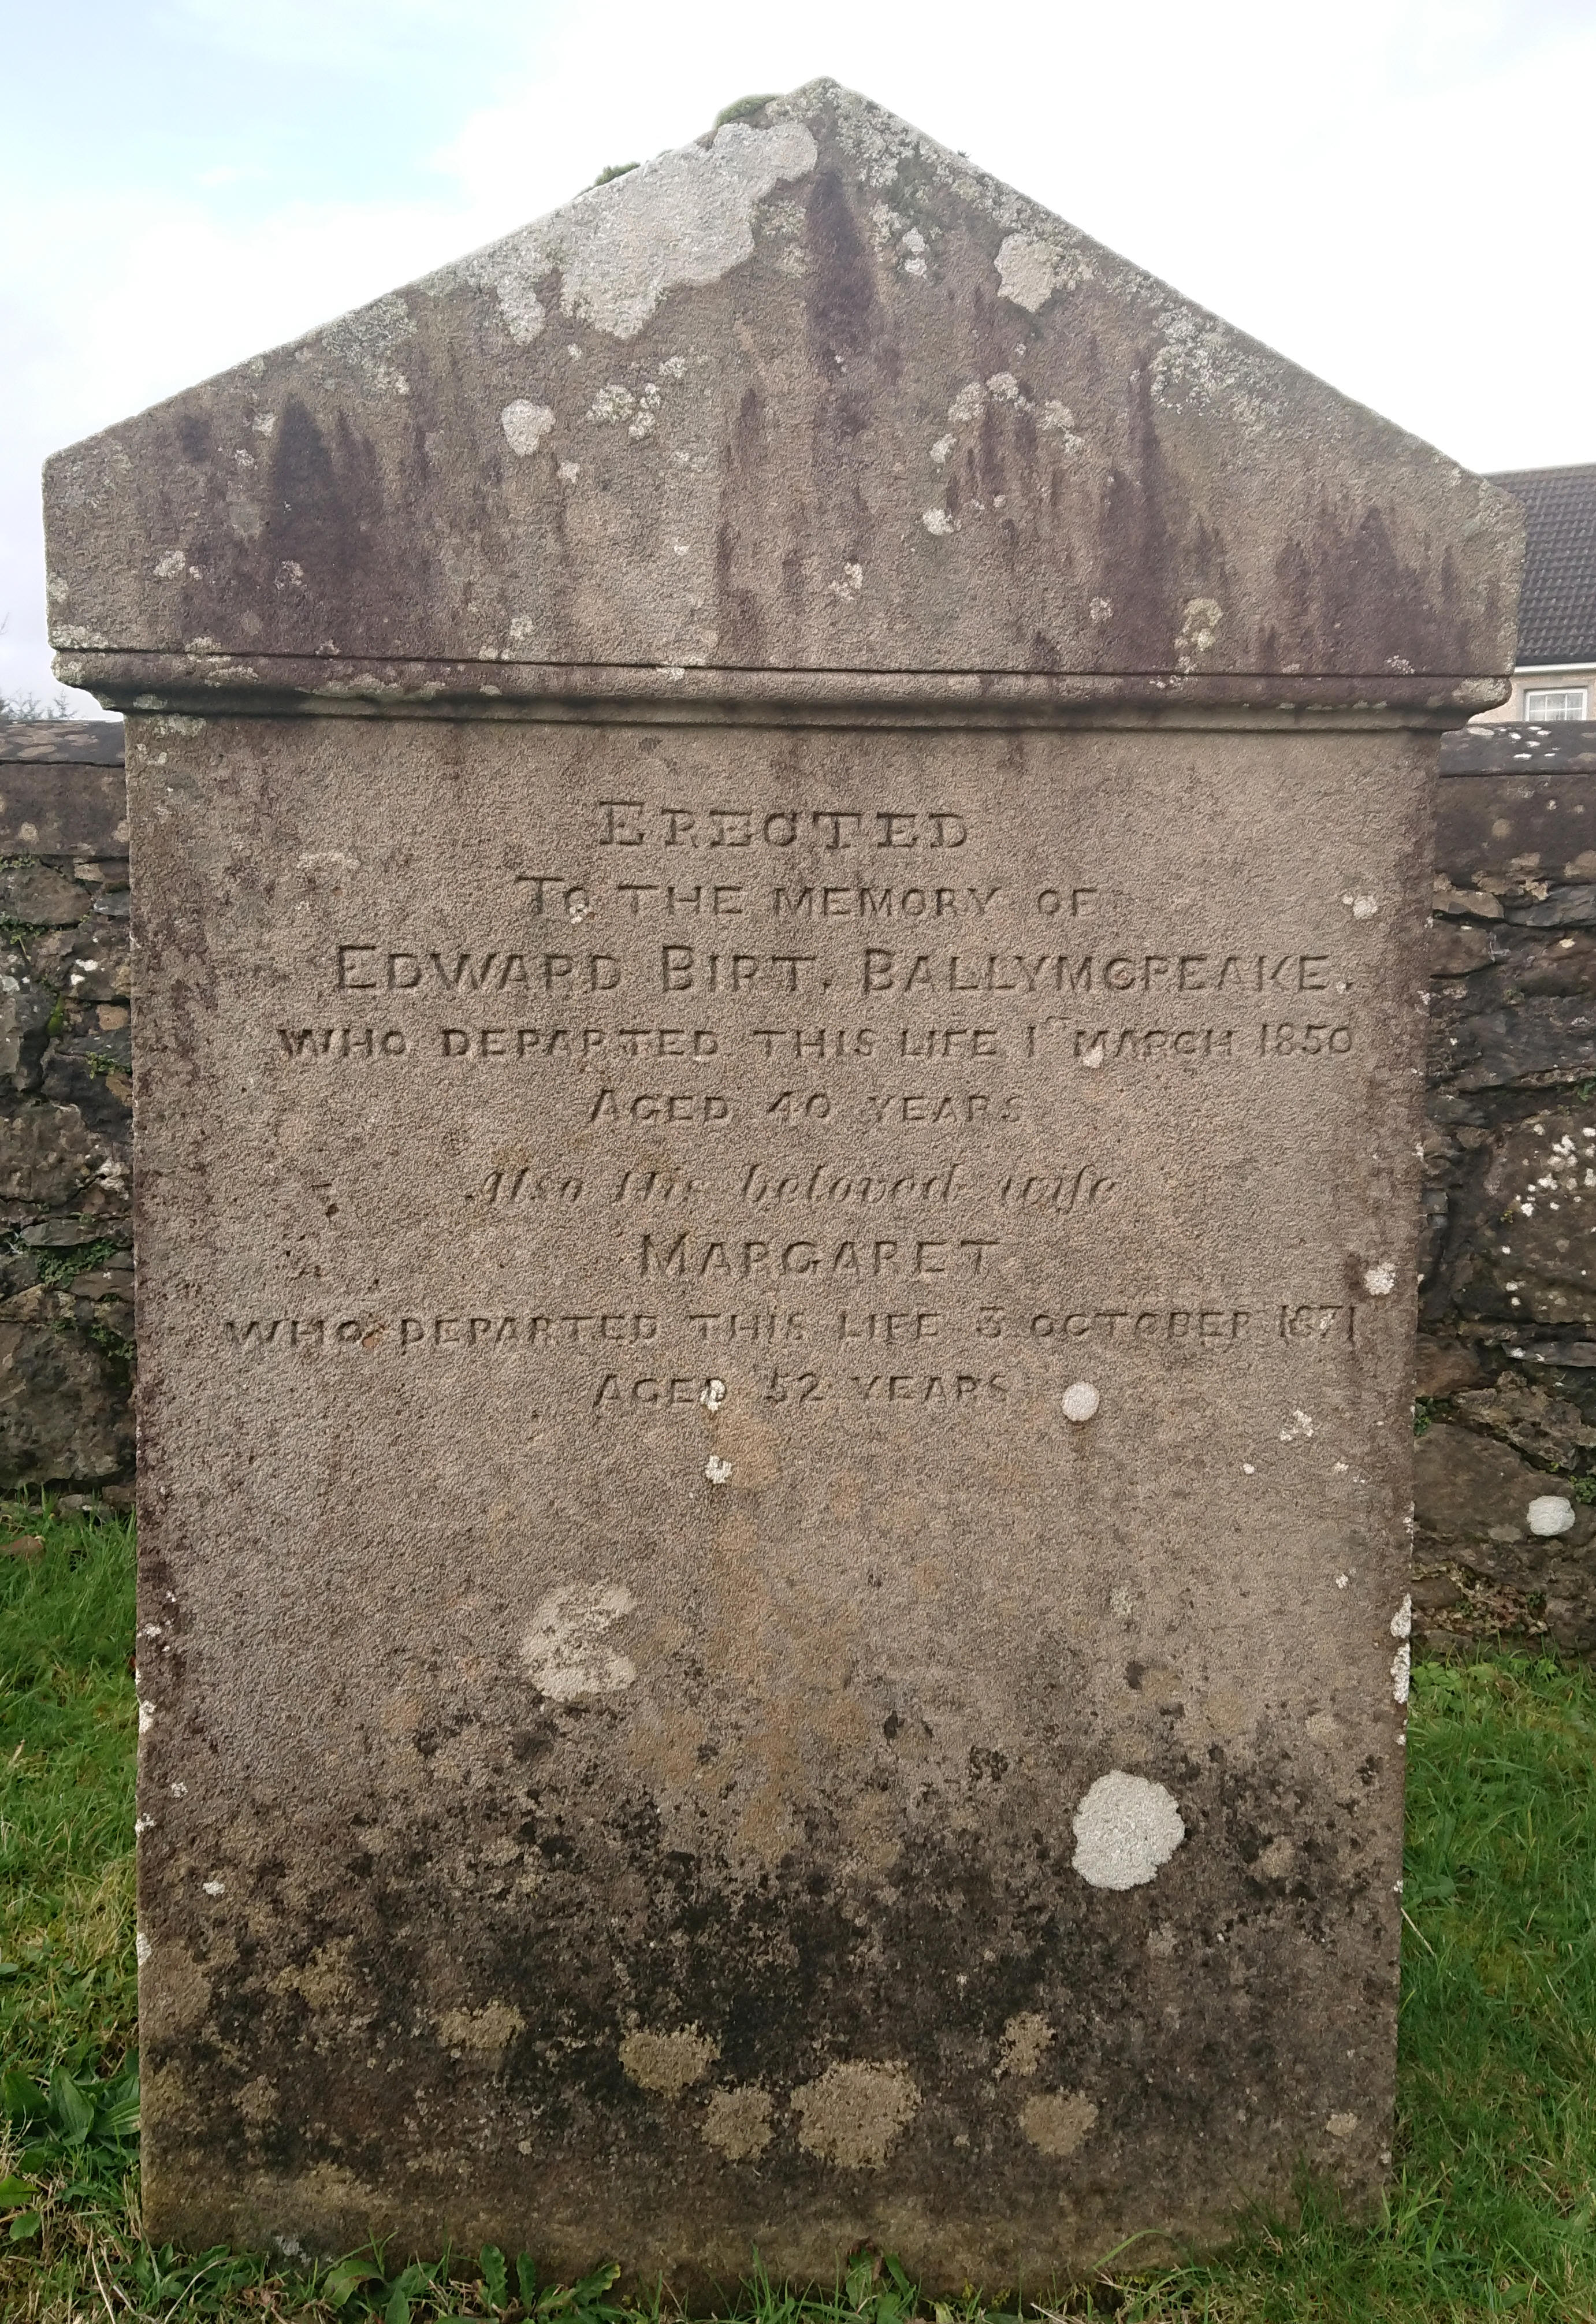 ERECTED
TO THE MEMORY OF
EDWARD BIRT, BALLYMCPEAKE,
WHO DEPARTED THIS LIFE 1ST MARCH 1850
AGED 40 YEARS
Also His beloved wife
MARGARET
WHO DEPARTED THIS LIFE 3 OCTOBER 1871
AGED 52 YEARS